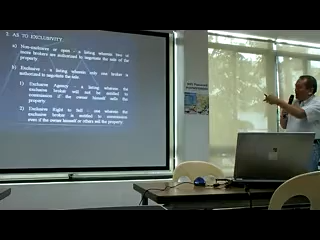 3. AS TO EXCLUSIVITY
a) Non-exclusive or open - a listing whereas two or
more brokers are authorized to negotiate the sale of the
property.
b) Exclusive - a listing whereas only one broker is
authorized to negotiate the sale.
1) Exclusive Agency - a listing whereas the
exclusive broker will not be entitled to
commission if the owner himself sells the
property.
2) Exclusive Right to Sell - one whereas the
exclusive broker is entitled to commission
even if the owner himself or others sell the property.